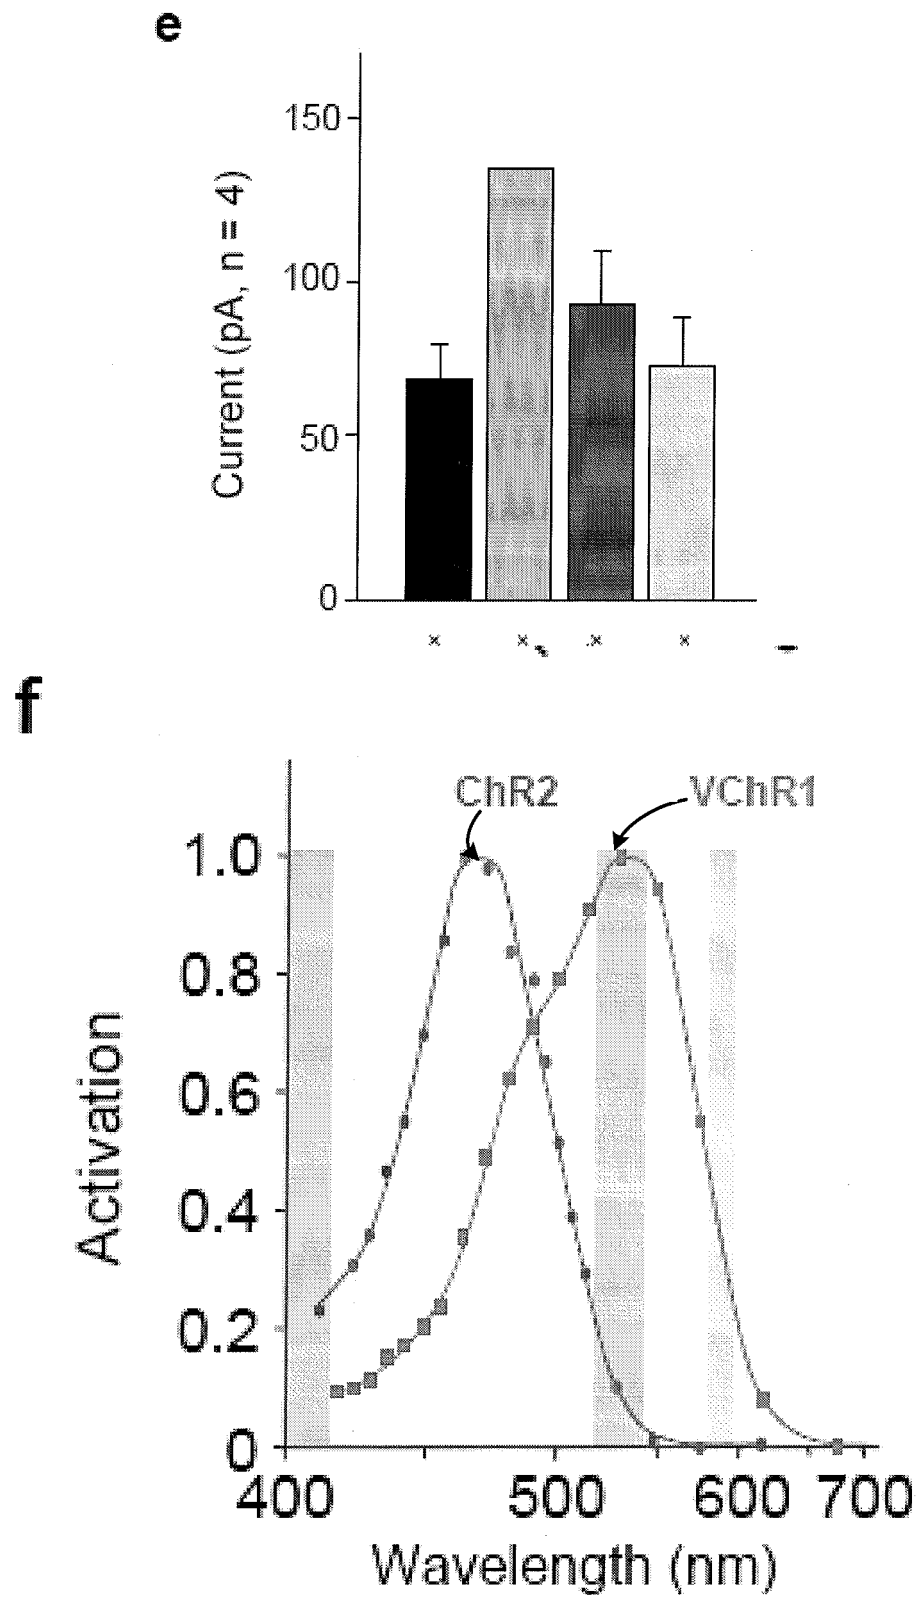 e
150
100
50
0
Current (pA, n = 4)
× × × ×
f
ChR2
VChR1
1.0
0.8
0.6
0.4
0.2
0
Activation
400 500 600 700
Wavelength (nm)